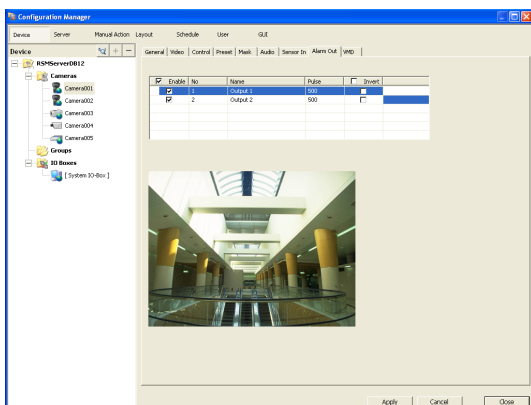 Configuration Manager
Device Server Manual Action Layout Schedule User GUI
Device
General Video Control Preset Mask Audio Sensor In Alarm Out VMD
RSMServerDB12
Cameras
Camera001
Camera002
Camera003
Camera004
Camera005
Groups
IO Boxes
[ System IO-Box ]
Enable No Name Pulse Invert
1 Output 1 500
2 Output 2 500
Apply Cancel Close